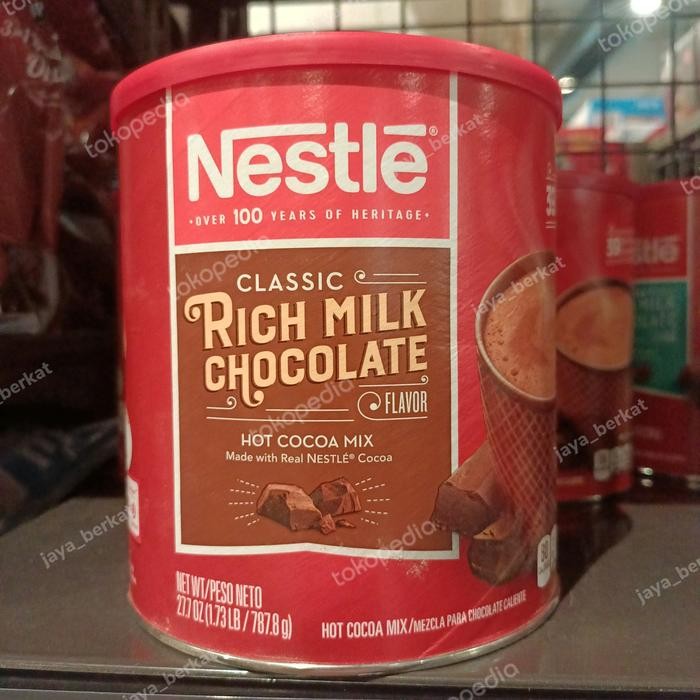 Nestlé®
•OVER 100 YEARS OF HERITAGE•
CLASSIC
RICH MILK
CHOCOLATE
FLAVOR
HOT COCOA MIX
Made with Real NESTLÉ® Cocoa
NET WT/PESO NETO
27.7 OZ (1.73 LB / 787.8 g)
HOT COCOA MIX/MEZCLA PARA CHOCOLATE CALIENTE
tokopedia
jaya_berkat